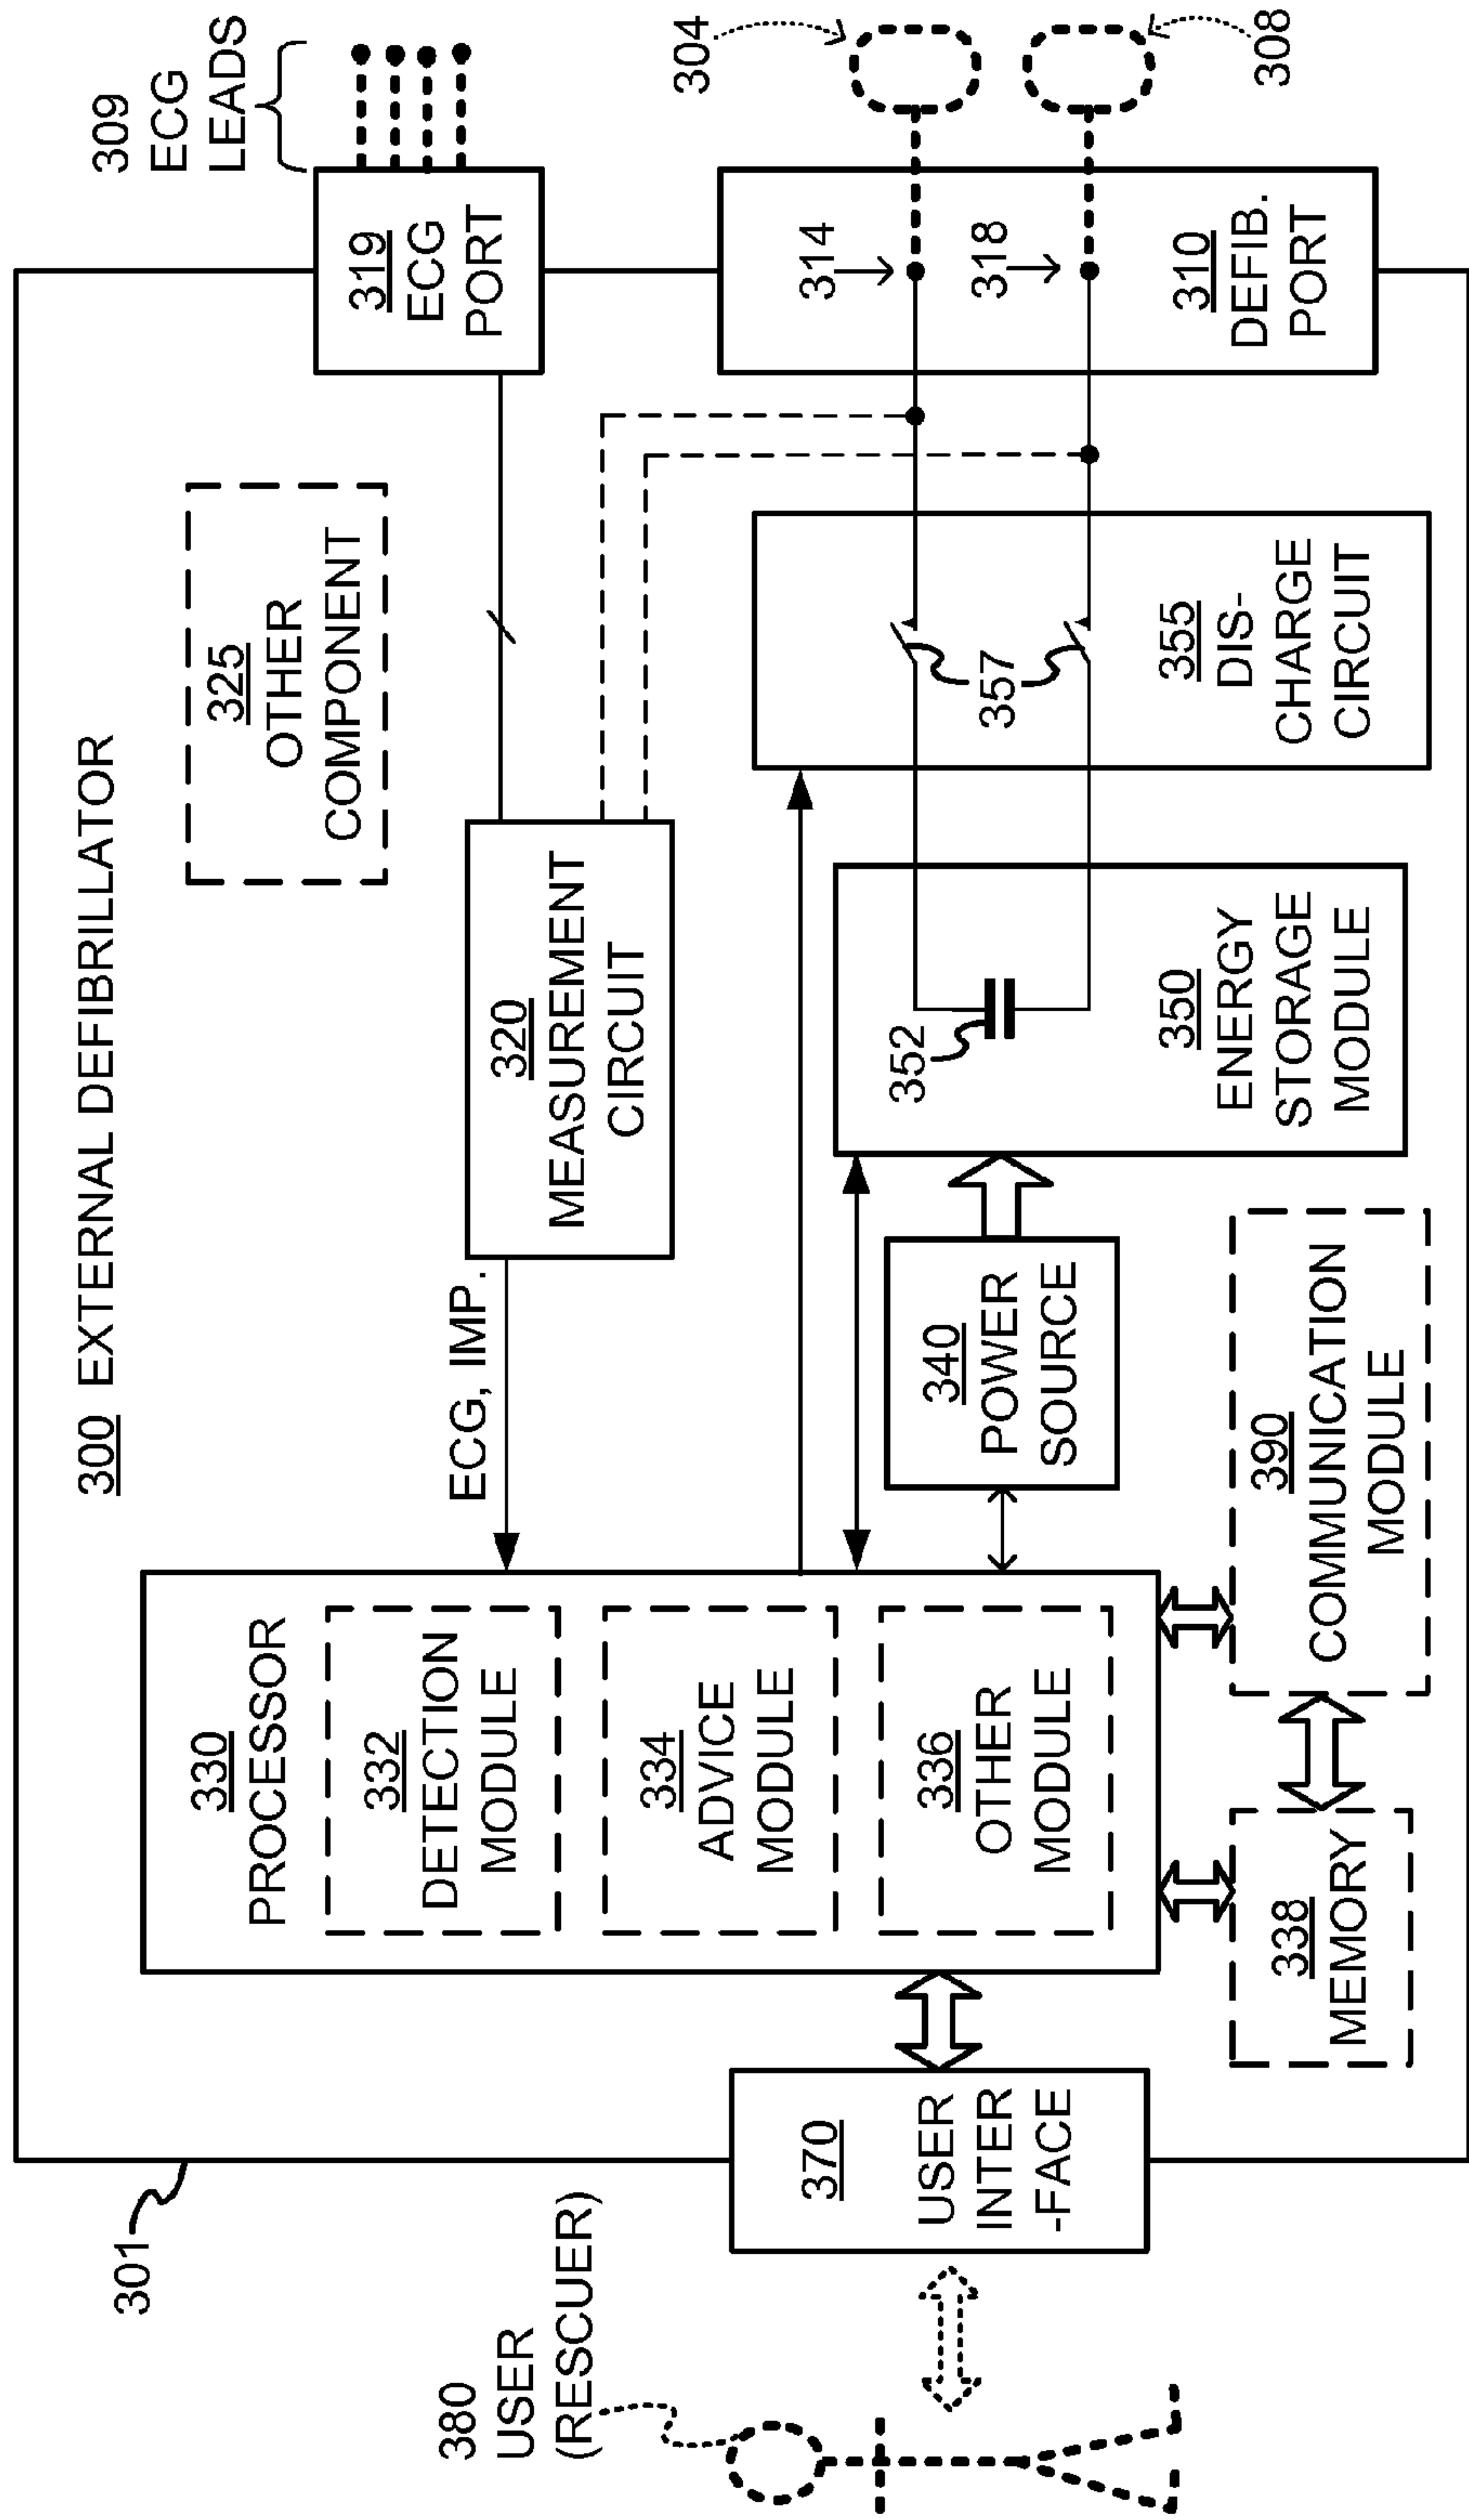 300 EXTERNAL DEFIBRILLATOR
301
309
ECG
LEADS
319
ECG
PORT
325
OTHER
COMPONENT
304
308
314
318
310
DEFIB.
PORT
320
MEASUREMENT
CIRCUIT
ECG, IMP.
330
PROCESSOR
332
DETECTION
MODULE
334
ADVICE
MODULE
336
OTHER
MODULE
380
USER
(RESCUER)
370
USER
INTER
-FACE
340
POWER
SOURCE
352
350
ENERGY
STORAGE
MODULE
357
355
DIS-
CHARGE
CIRCUIT
338
MEMORY
390
COMMUNICATION
MODULE